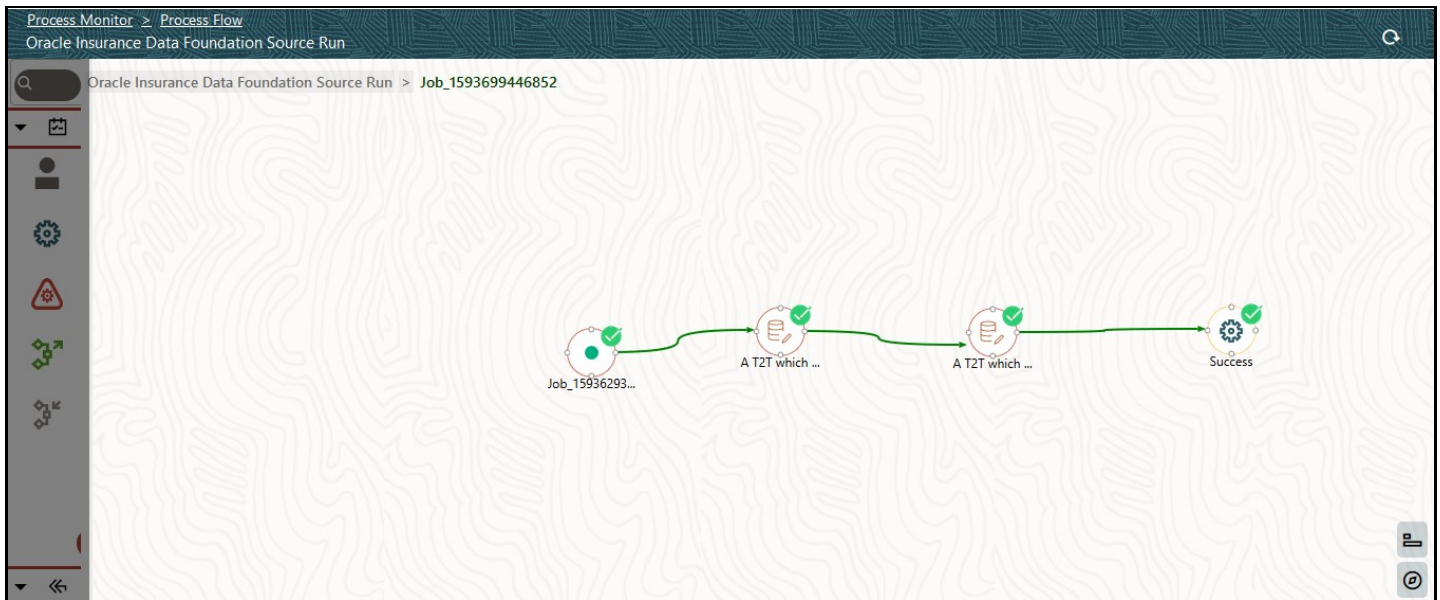 Process Monitor > Process Flow
Oracle Insurance Data Foundation Source Run
Oracle Insurance Data Foundation Source Run > Job_1593699446852
Job_15936293...
A T2T which ...
A T2T which ...
Success